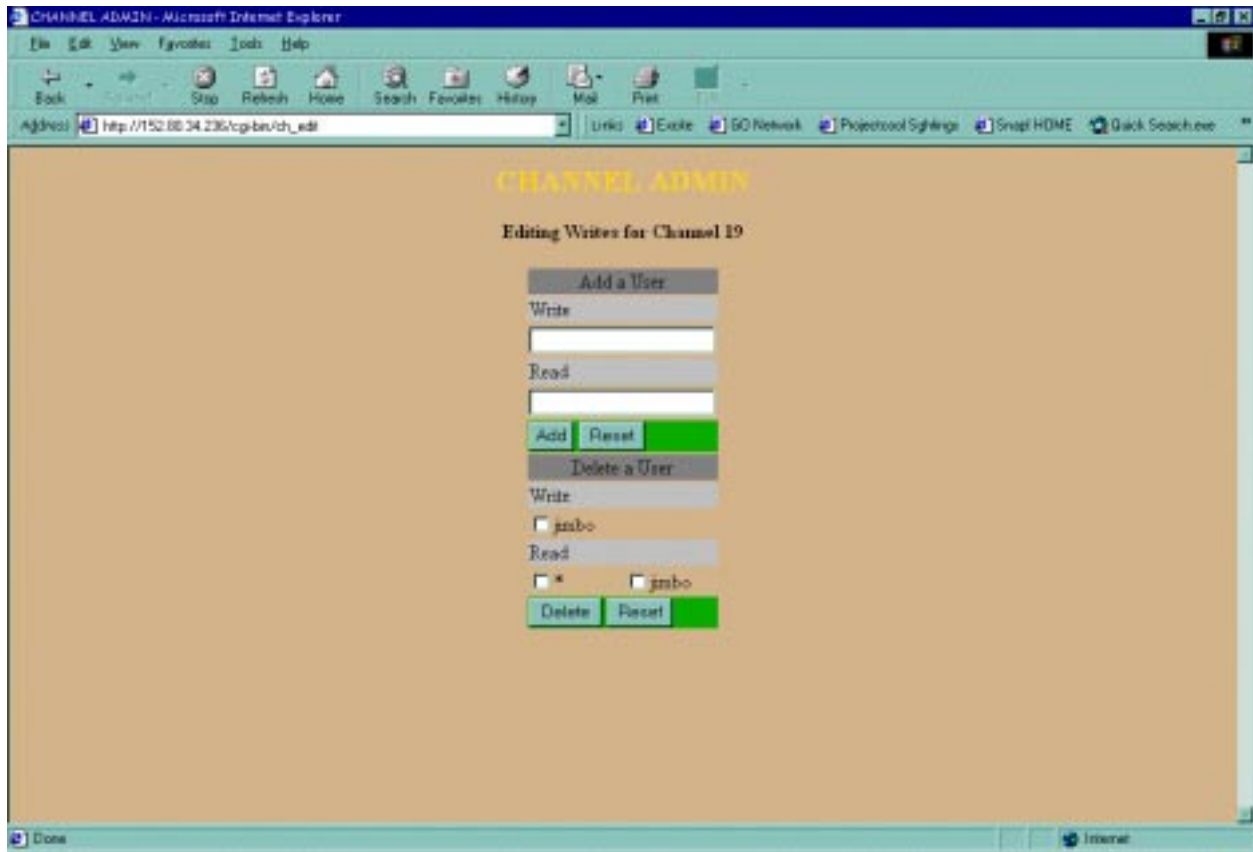 CHANNEL ADMIN - Microsoft Internet Explorer
File Edit View Favorites Tools Help
Back Forward Stop Refresh Home Search Favorites History Mail Print
Address http://152.80.34.236/cgi-bin/ch_edit Links Excite GO Network Projectcool Sightings Snap! HOME Quick Search.exe
CHANNEL ADMIN
Editing Writes for Channel 19
Add a User
Write
Read
Add Reset
Delete a User
Write
jimbo
Read
* jimbo
Delete Reset
Done Internet